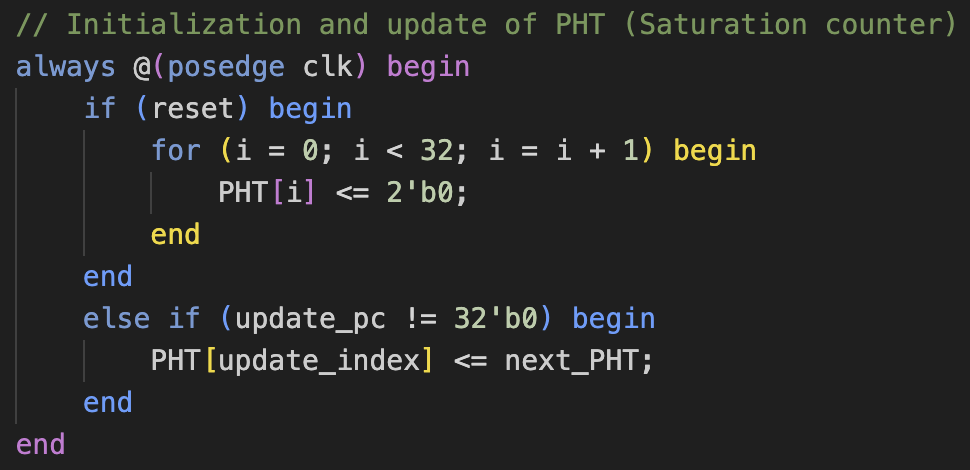 // Initialization and update of PHT (Saturation counter)
always @(posedge clk) begin
    if (reset) begin
        for (i = 0; i < 32; i = i + 1) begin
            PHT[i] <= 2'b0;
        end
    end
    else if (update_pc != 32'b0) begin
        PHT[update_index] <= next_PHT;
    end
end